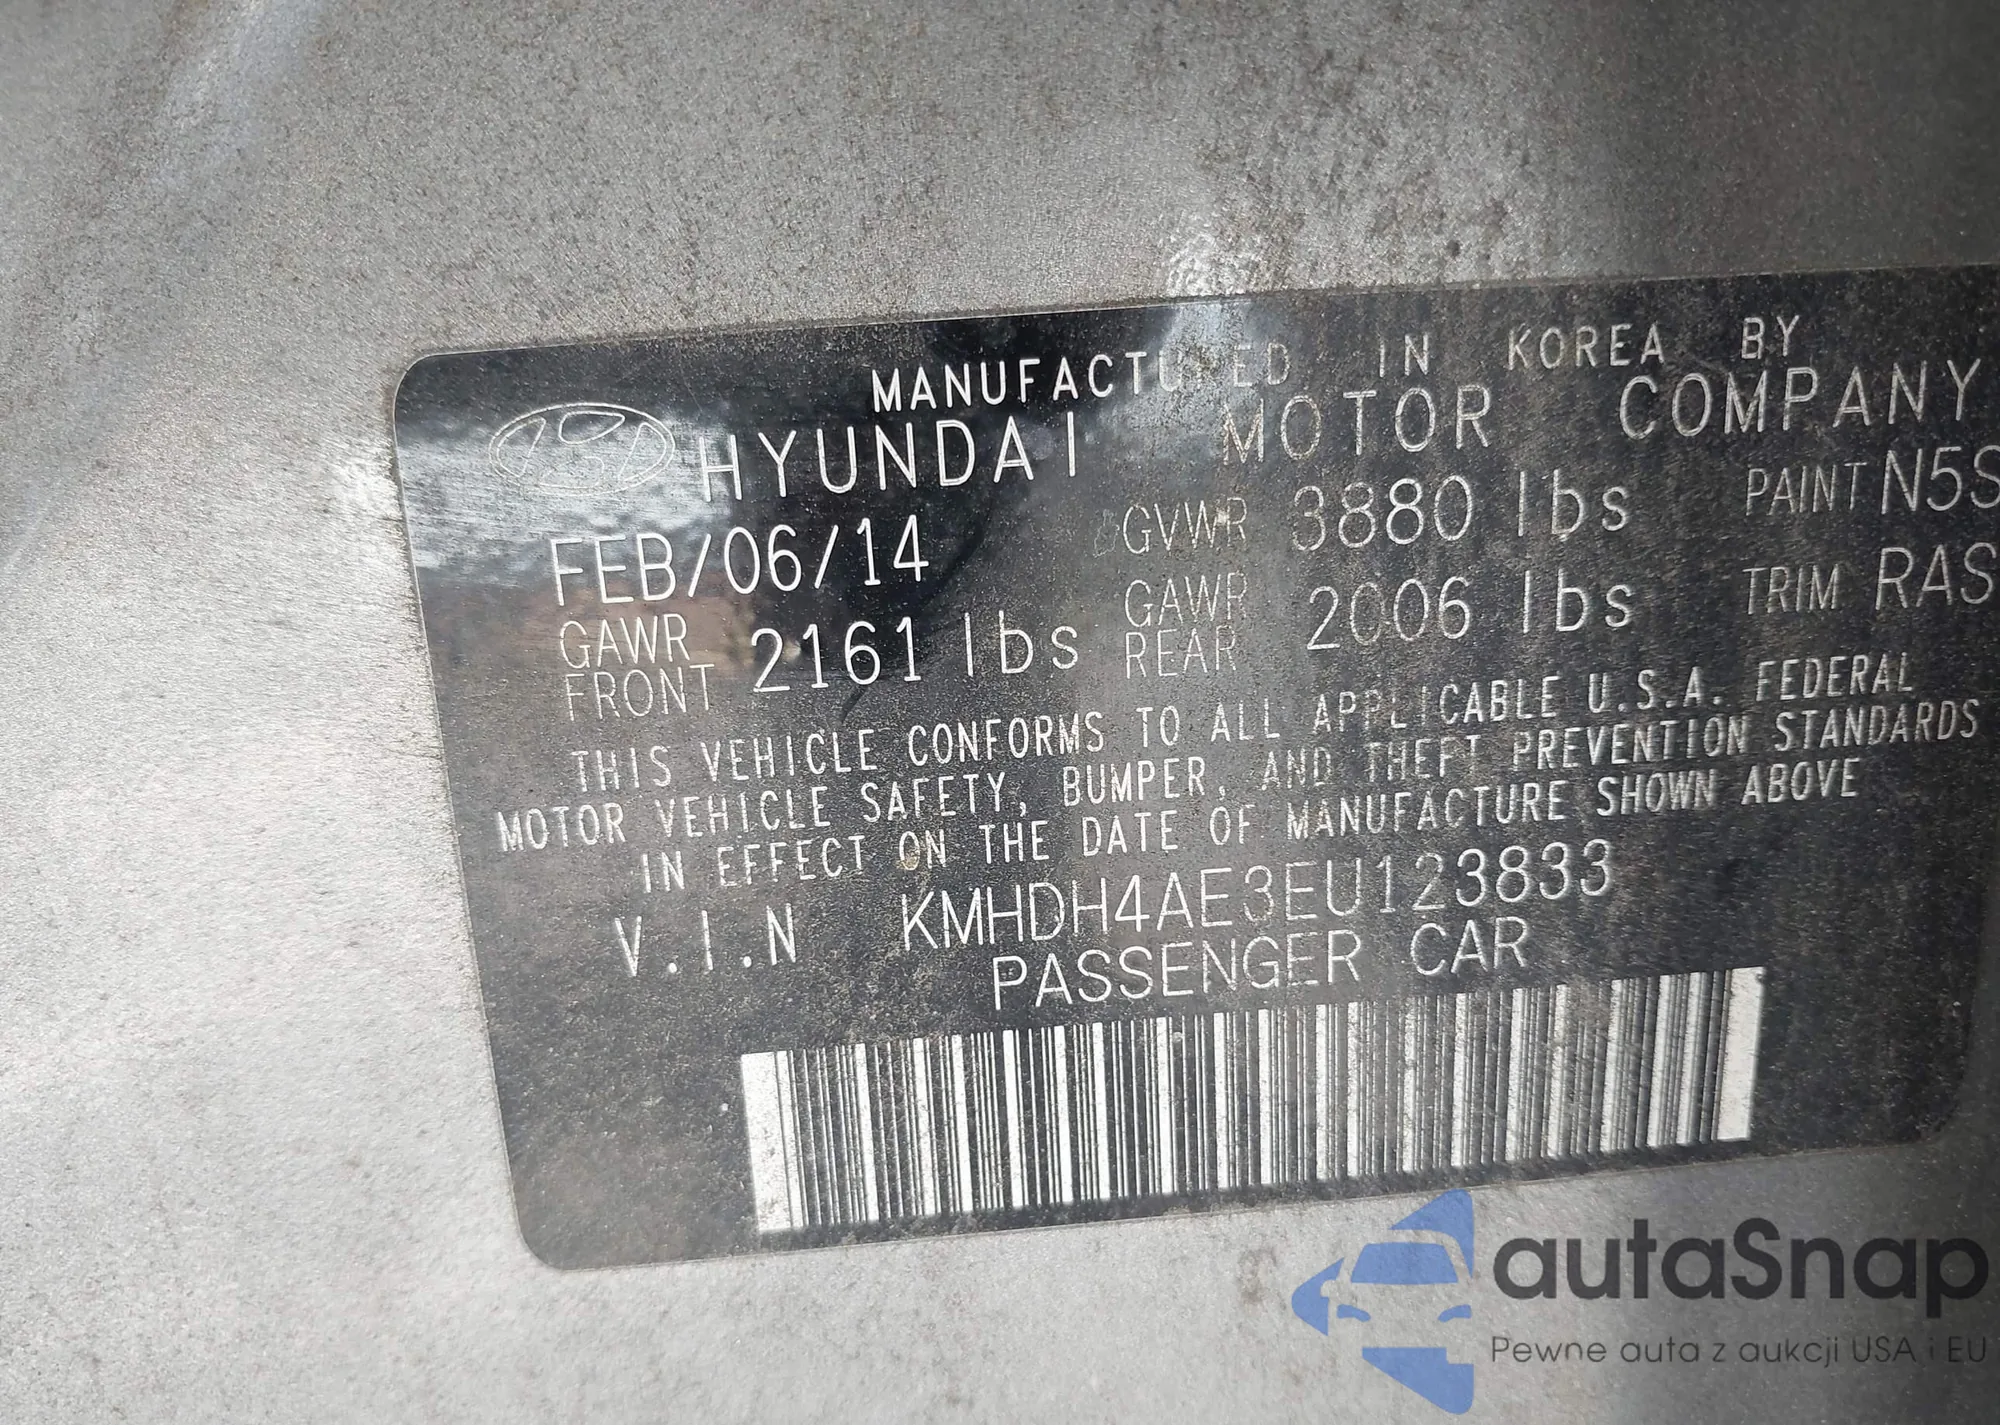 MANUFACTURED IN KOREA BY
HYUNDAI MOTOR COMPANY
FEB/06/14 GVWR 3880 lbs PAINT N5S
GAWR FRONT 2161 lbs GAWR REAR 2006 lbs TRIM RAS
THIS VEHICLE CONFORMS TO ALL APPLICABLE U.S.A. FEDERAL
MOTOR VEHICLE SAFETY, BUMPER, AND THEFT PREVENTION STANDARDS
IN EFFECT ON THE DATE OF MANUFACTURE SHOWN ABOVE
V.I.N KMHDH4AE3EU123833
PASSENGER CAR
autaSnap
Pewne auta z aukcji USA i EU